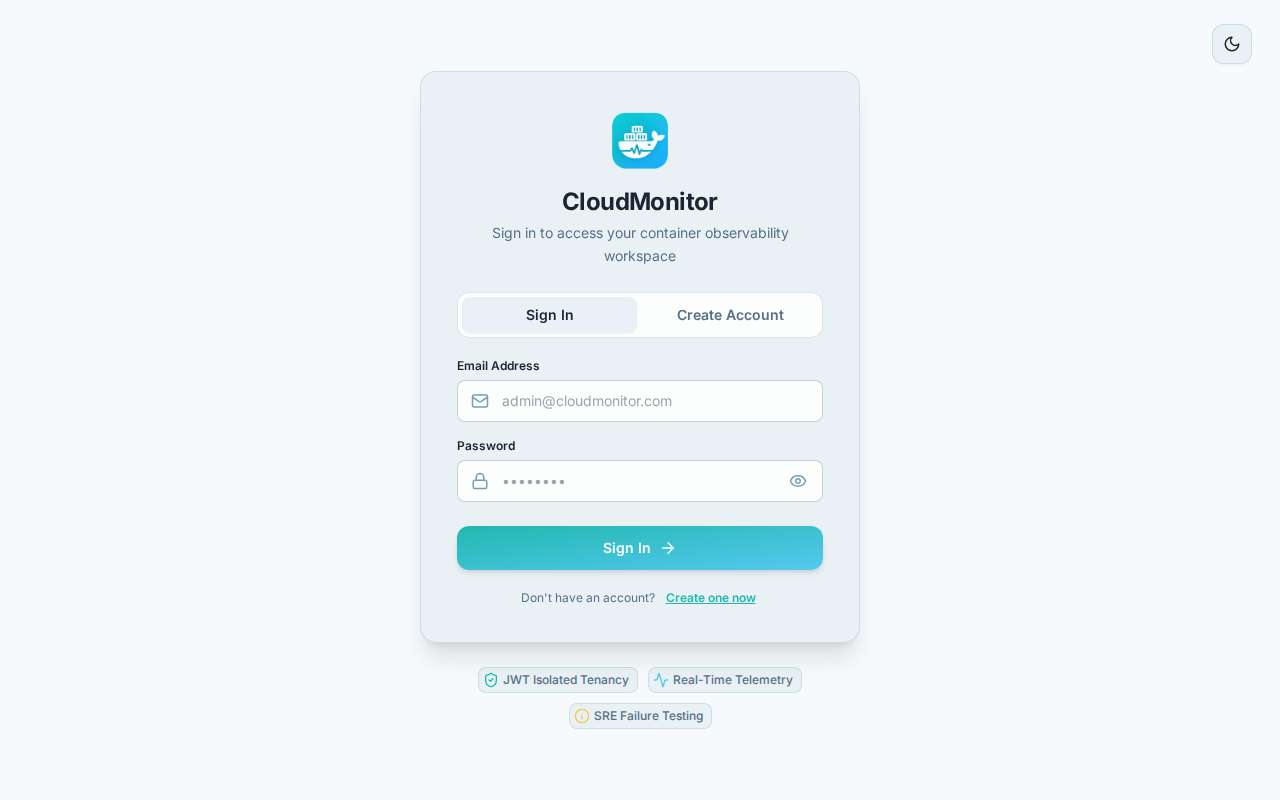 CloudMonitor
Sign in to access your container observability
workspace
Sign In
Create Account
Email Address
admin@cloudmonitor.com
Password
••••••••
Sign In
Don't have an account? Create one now
JWT Isolated Tenancy
Real-Time Telemetry
SRE Failure Testing